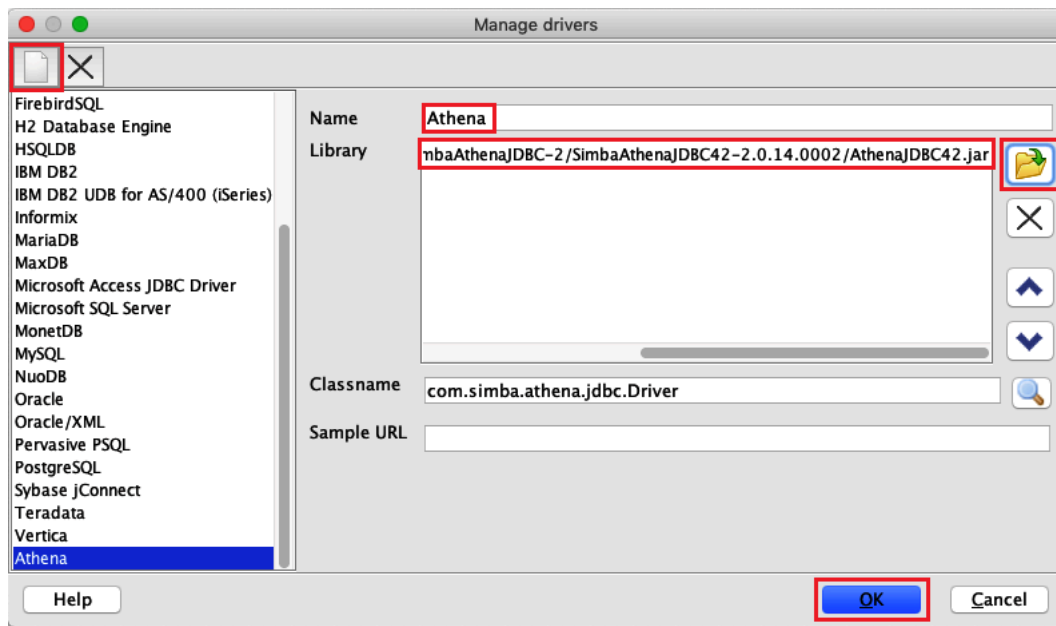 Manage drivers
FirebirdSQL
H2 Database Engine
HSQLDB
IBM DB2
IBM DB2 UDB for AS/400 (iSeries)
Informix
MariaDB
MaxDB
Microsoft Access JDBC Driver
Microsoft SQL Server
MonetDB
MySQL
NuoDB
Oracle
Oracle/XML
Pervasive PSQL
PostgreSQL
Sybase jConnect
Teradata
Vertica
Athena
Name Athena
Library mbaAthenaJDBC-2/SimbaAthenaJDBC42-2.0.14.0002/AthenaJDBC42.jar
Classname com.simba.athena.jdbc.Driver
Sample URL
Help OK Cancel